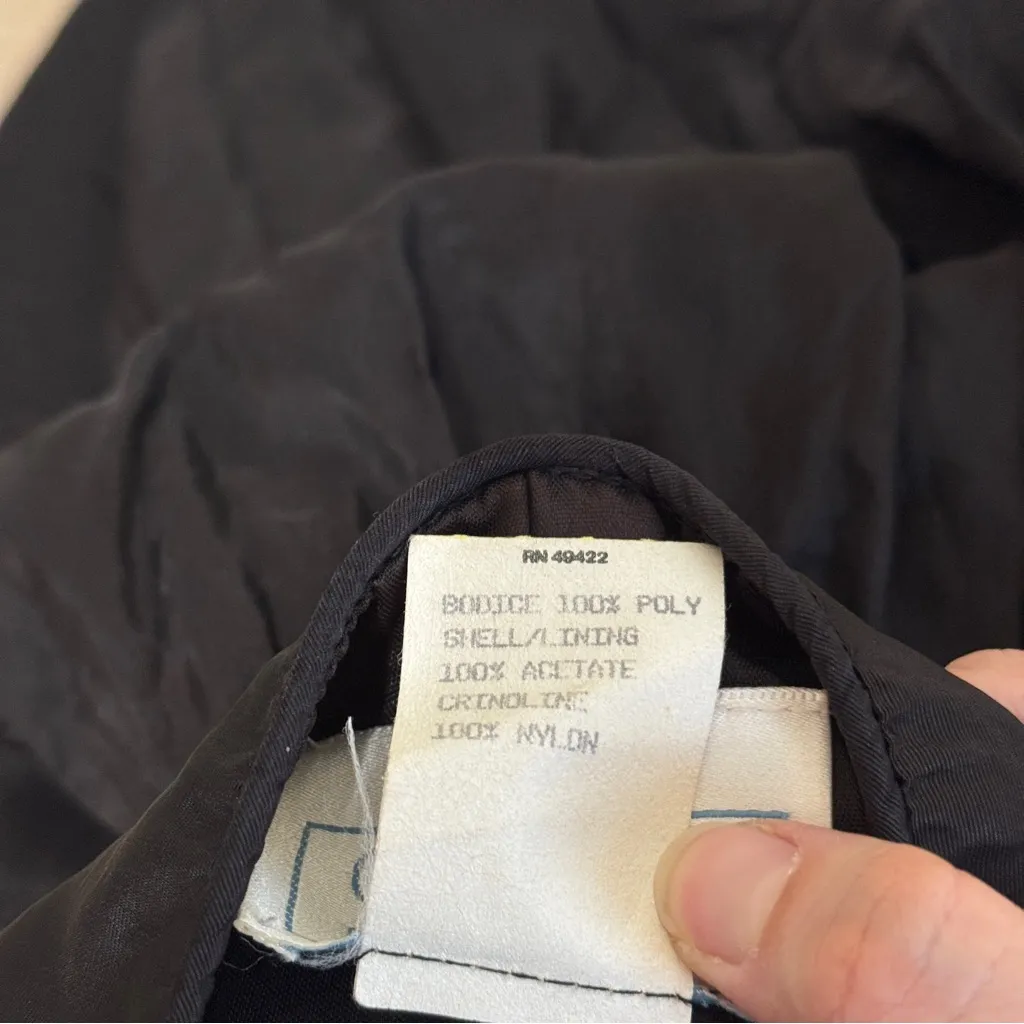 RN 49422
BODICE 100% POLY
SHELL/LINING
100% ACETATE
CRINOLINE
100% NYLON